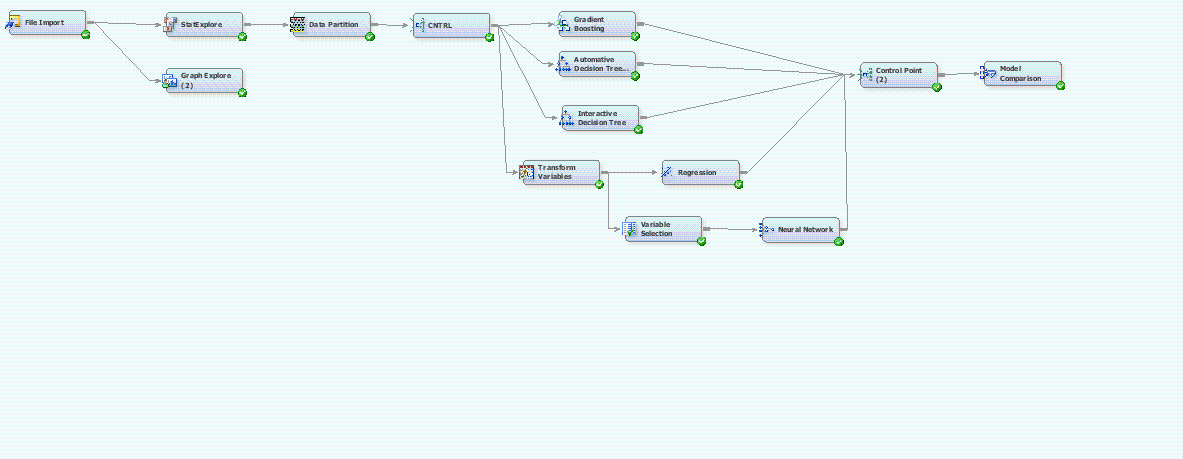 File Import
StatExplore
Data Partition
CNTRL
Gradient
Boosting
Automative
Decision Tree...
Graph Explore
(2)
Control Point
(2)
Model
Comparison
Interactive
Decision Tree
Transform
Variables
Regression
Variable
Selection
Neural Network